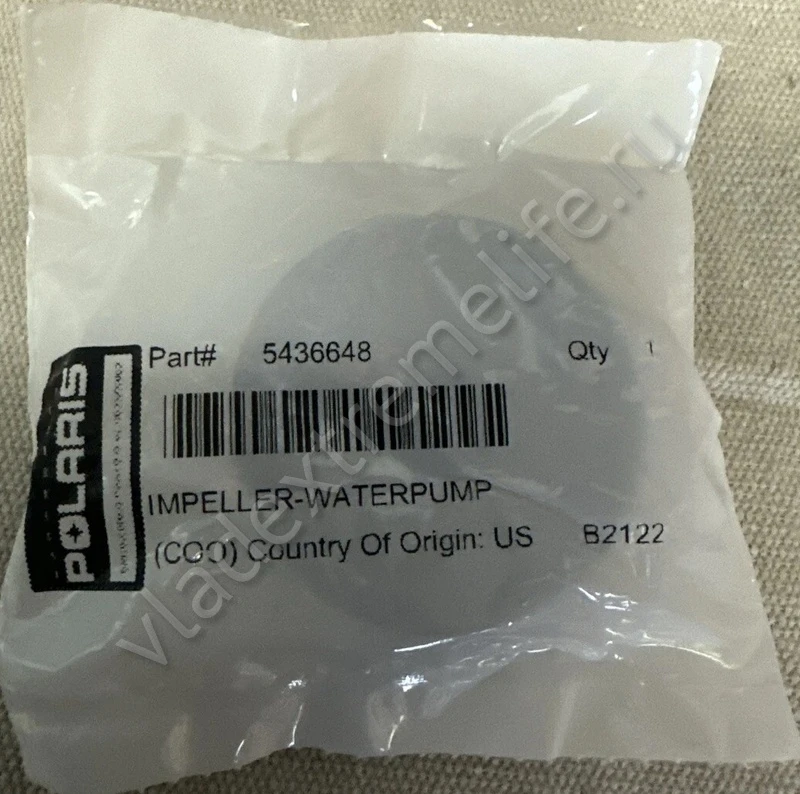 Part# 5436648 Qty 1
IMPELLER-WATERPUMP
(COO) Country Of Origin: US B2122
POLARIS
vladextremelife.ru